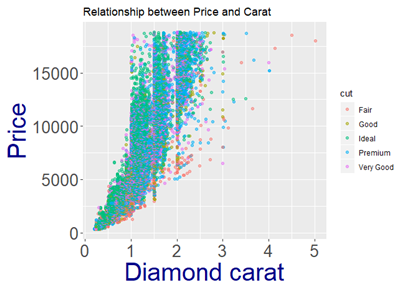 Relationship between Price and Carat
Price
15000
10000
5000
0
0 1 2 3 4 5
Diamond carat
cut
Fair
Good
Ideal
Premium
Very Good